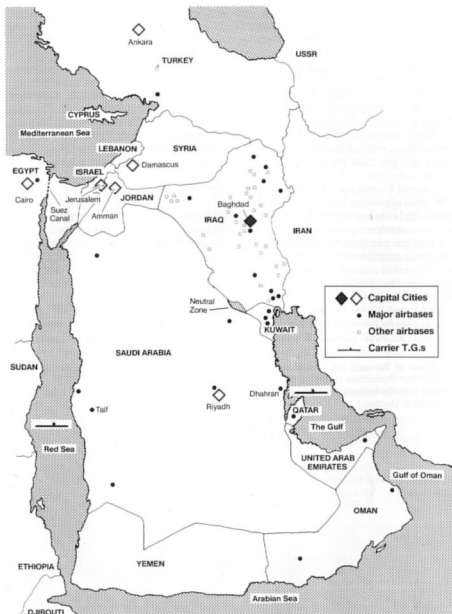 Ankara
TURKEY
USSR
CYPRUS
Mediterranean Sea
LEBANON
SYRIA
Damascus
EGYPT
ISRAEL
Cairo
Jerusalem
JORDAN
Suez
Canal
Amman
Baghdad
IRAQ
IRAN
Neutral
Zone
KUWAIT
Capital Cities
Major airbases
Other airbases
Carrier T.G.s
SAUDI ARABIA
SUDAN
Taif
Riyadh
Dhahran
QATAR
The Gulf
Red Sea
UNITED ARAB
EMIRATES
Gulf of Oman
OMAN
YEMEN
ETHIOPIA
Arabian Sea
DJIBOUTI